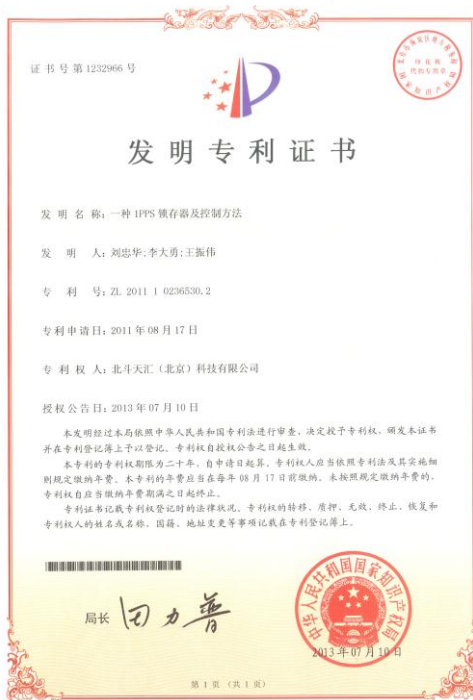 证书号第1232966号
印花税
代扣专用章
发明专利证书
发明名称：一种1PPS锁存器及控制方法
发明人：刘忠华;李大勇;王振伟
专利号：ZL 2011 1 0236530.2
专利申请日：2011年08月17日
专利权人：北斗天汇（北京）科技有限公司
授权公告日：2013年07月10日
本发明经过本局依照中华人民共和国专利法进行审查，决定授予专利权，颁发本证书
并在专利登记簿上予以登记。专利权自授权公告之日起生效。
本专利的专利权期限为二十年，自申请日起算。专利权人应当依照专利法及其实施细
则规定缴纳年费。本专利的年费应当在每年08月17日前缴纳。未按照规定缴纳年费的，
专利权自应当缴纳年费期满之日起终止。
专利证书记载专利权登记时的法律状况。专利权的转移、质押、无效、终止、恢复和
专利权人的姓名或名称、国籍、地址变更等事项记载在专利登记簿上。
局长 田力普
中华人民共和国国家知识产权局
2013年07月10日
第1页（共1页）